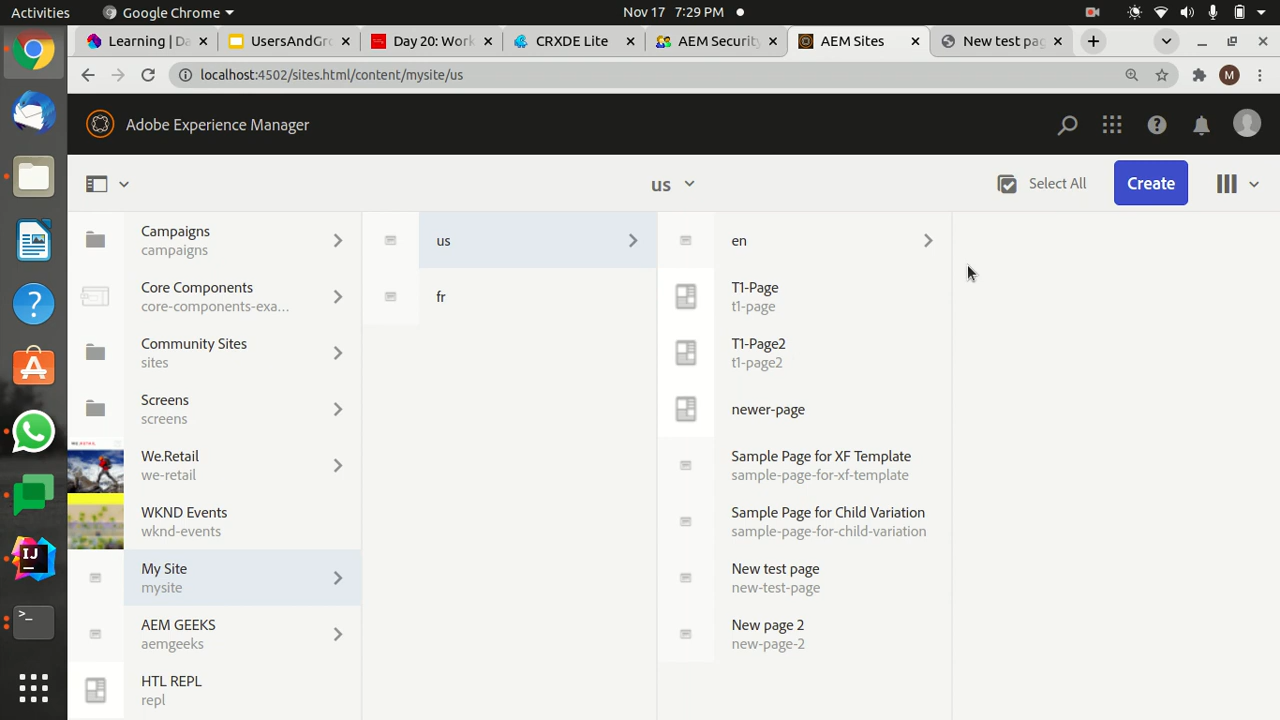 Activities
Google Chrome
Nov 17 7:29 PM
Learning | Da
UsersAndGro
Day 20: Work
CRXDE Lite
AEM Securit
AEM Sites
New test pag
localhost:4502/sites.html/content/mysite/us
M
Adobe Experience Manager
us
Select All
Create
Campaigns
campaigns
Core Components
core-components-exa...
Community Sites
sites
Screens
screens
We.Retail
we-retail
WKND Events
wknd-events
My Site
mysite
AEM GEEKS
aemgeeks
HTL REPL
repl
us
fr
en
T1-Page
t1-page
T1-Page2
t1-page2
newer-page
Sample Page for XF Template
sample-page-for-xf-template
Sample Page for Child Variation
sample-page-for-child-variation
New test page
new-test-page
New page 2
new-page-2